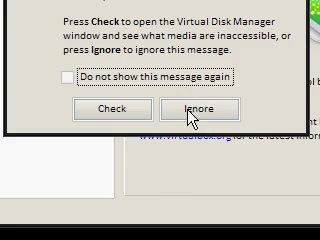 Press Check to open the Virtual Disk Manager
window and see what media are inaccessible, or
press Ignore to ignore this message.
Do not show this message again
Check
Ignore
www.virtualbox.org for the latest